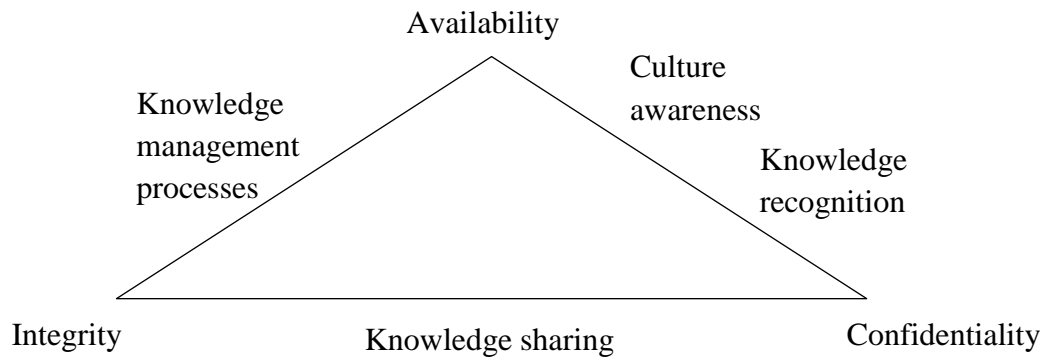 Availability
Culture
awareness
Knowledge
management
processes
Knowledge
recognition
Integrity
Knowledge sharing
Confidentiality